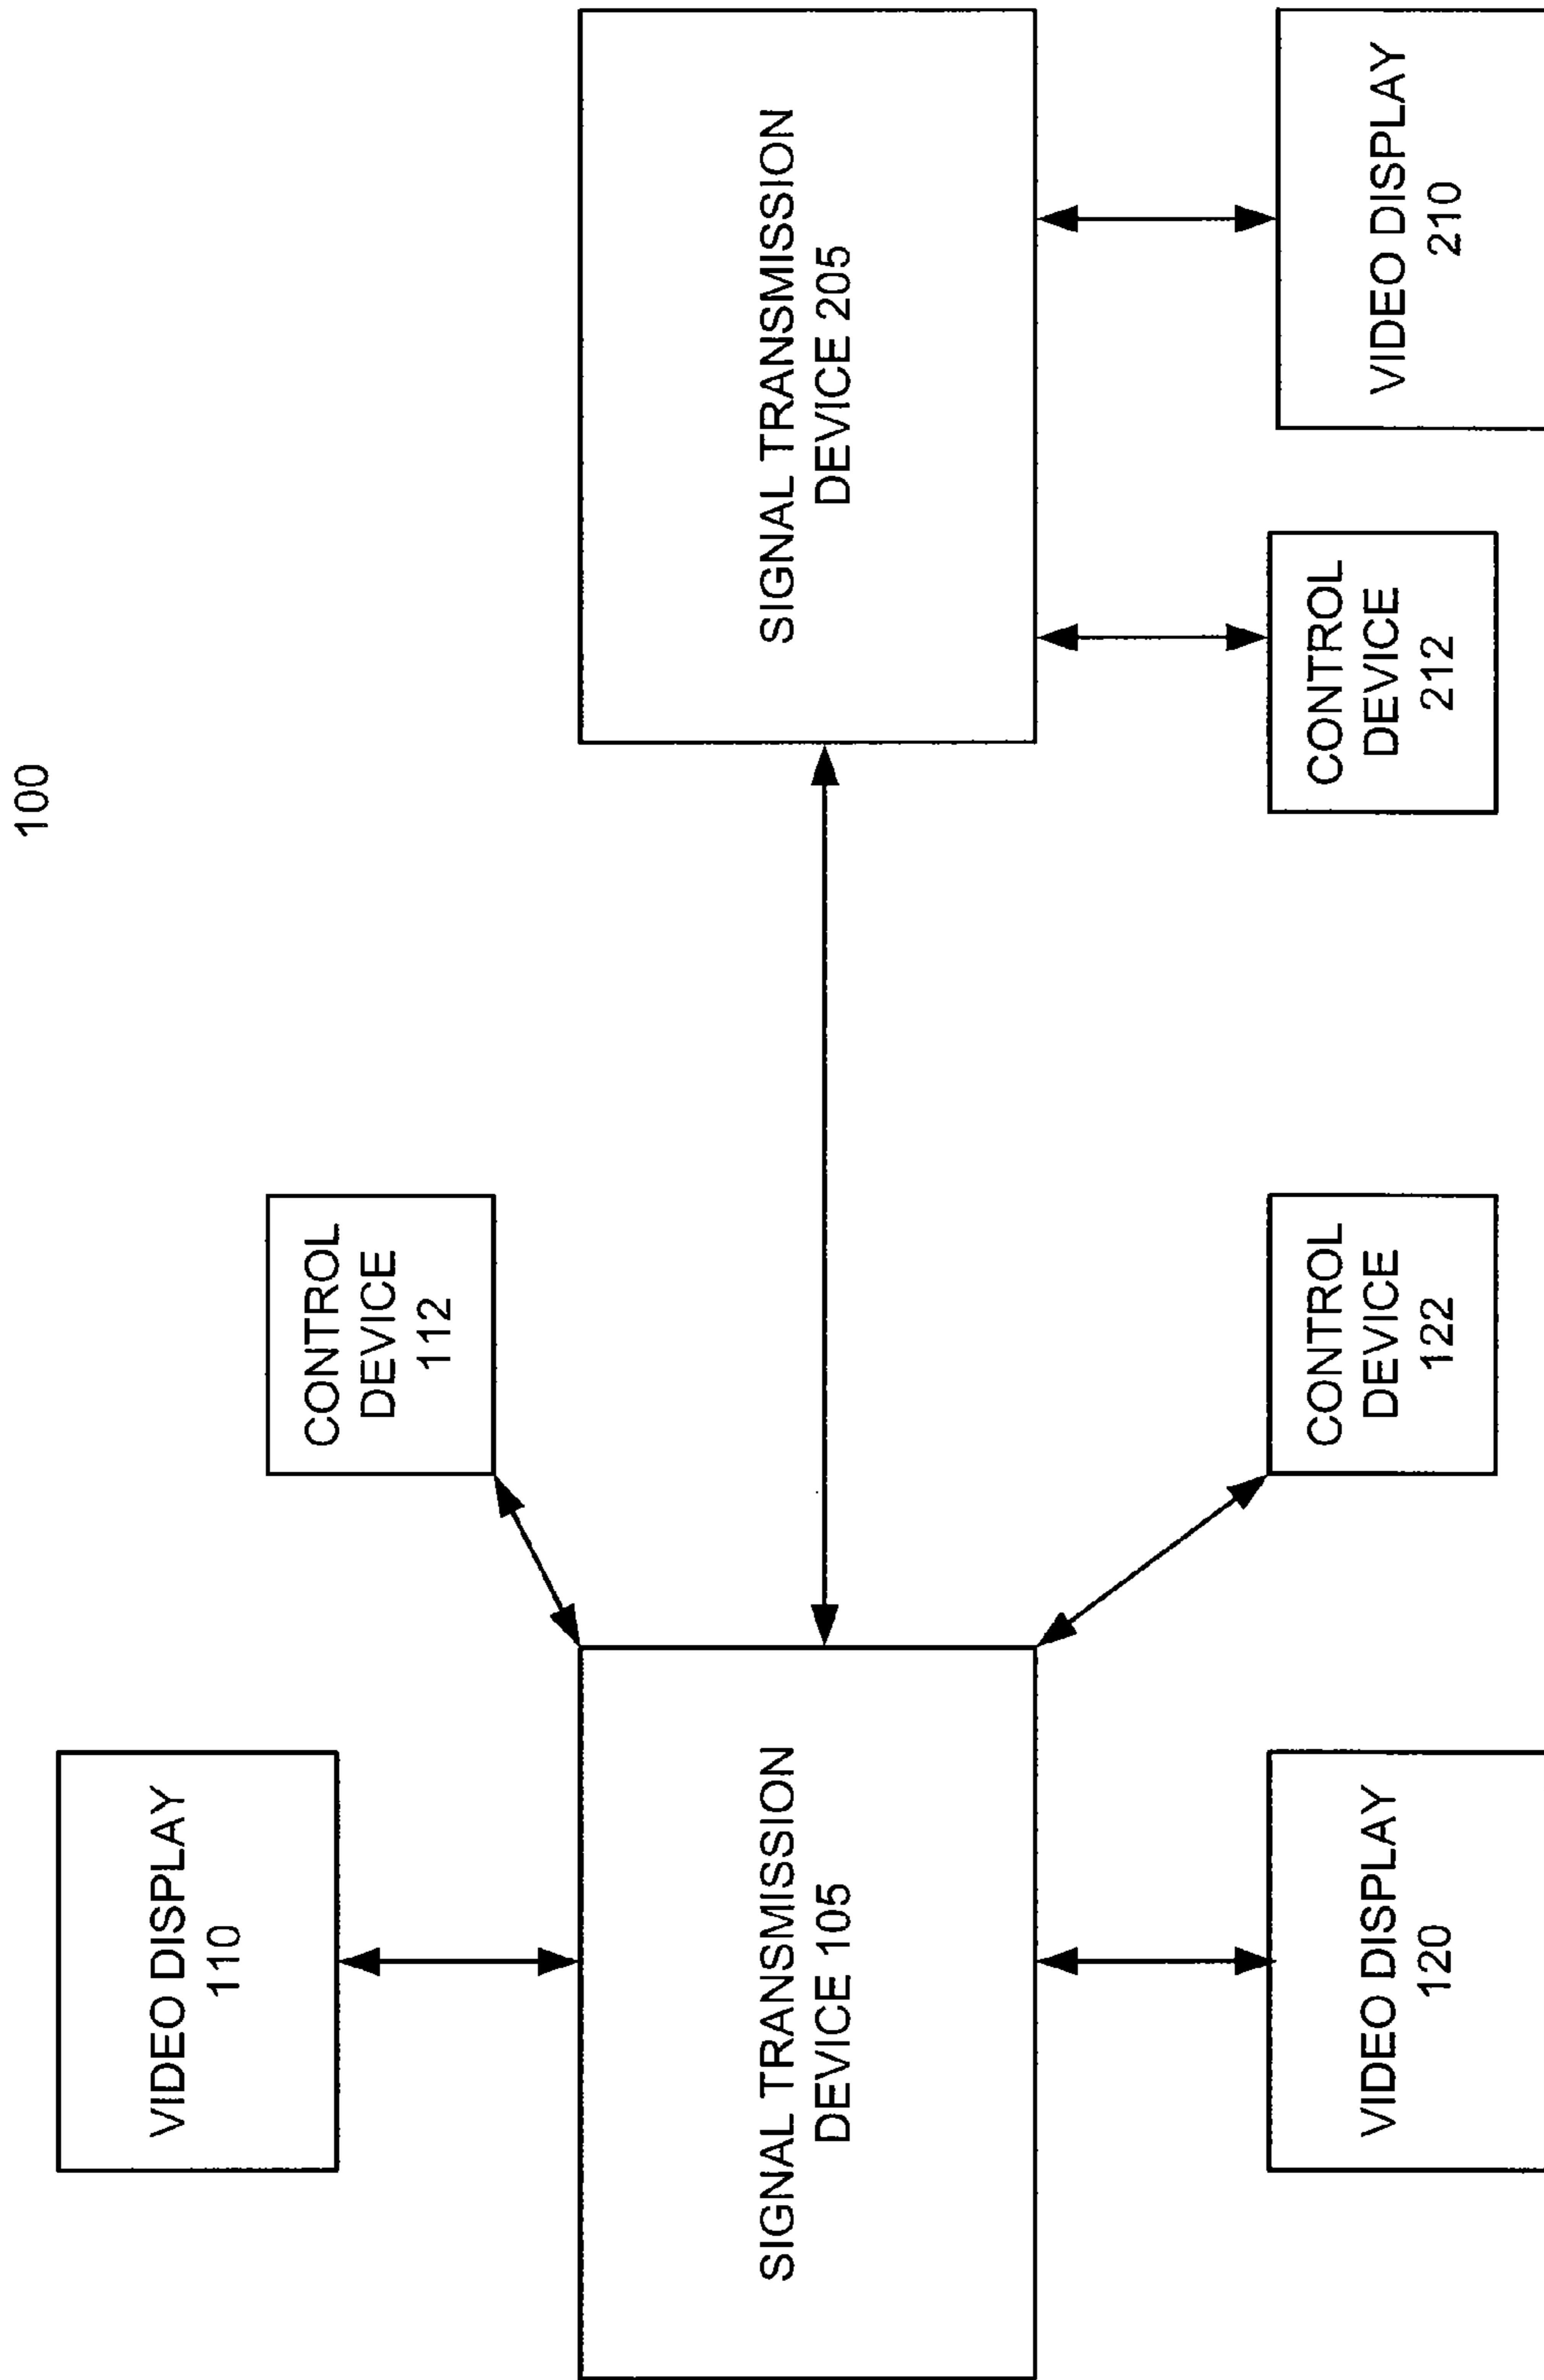 100
VIDEO DISPLAY
110
CONTROL
DEVICE
112
SIGNAL TRANSMISSION
DEVICE 105
SIGNAL TRANSMISSION
DEVICE 205
VIDEO DISPLAY
120
CONTROL
DEVICE
122
CONTROL
DEVICE
212
VIDEO DISPLAY
210